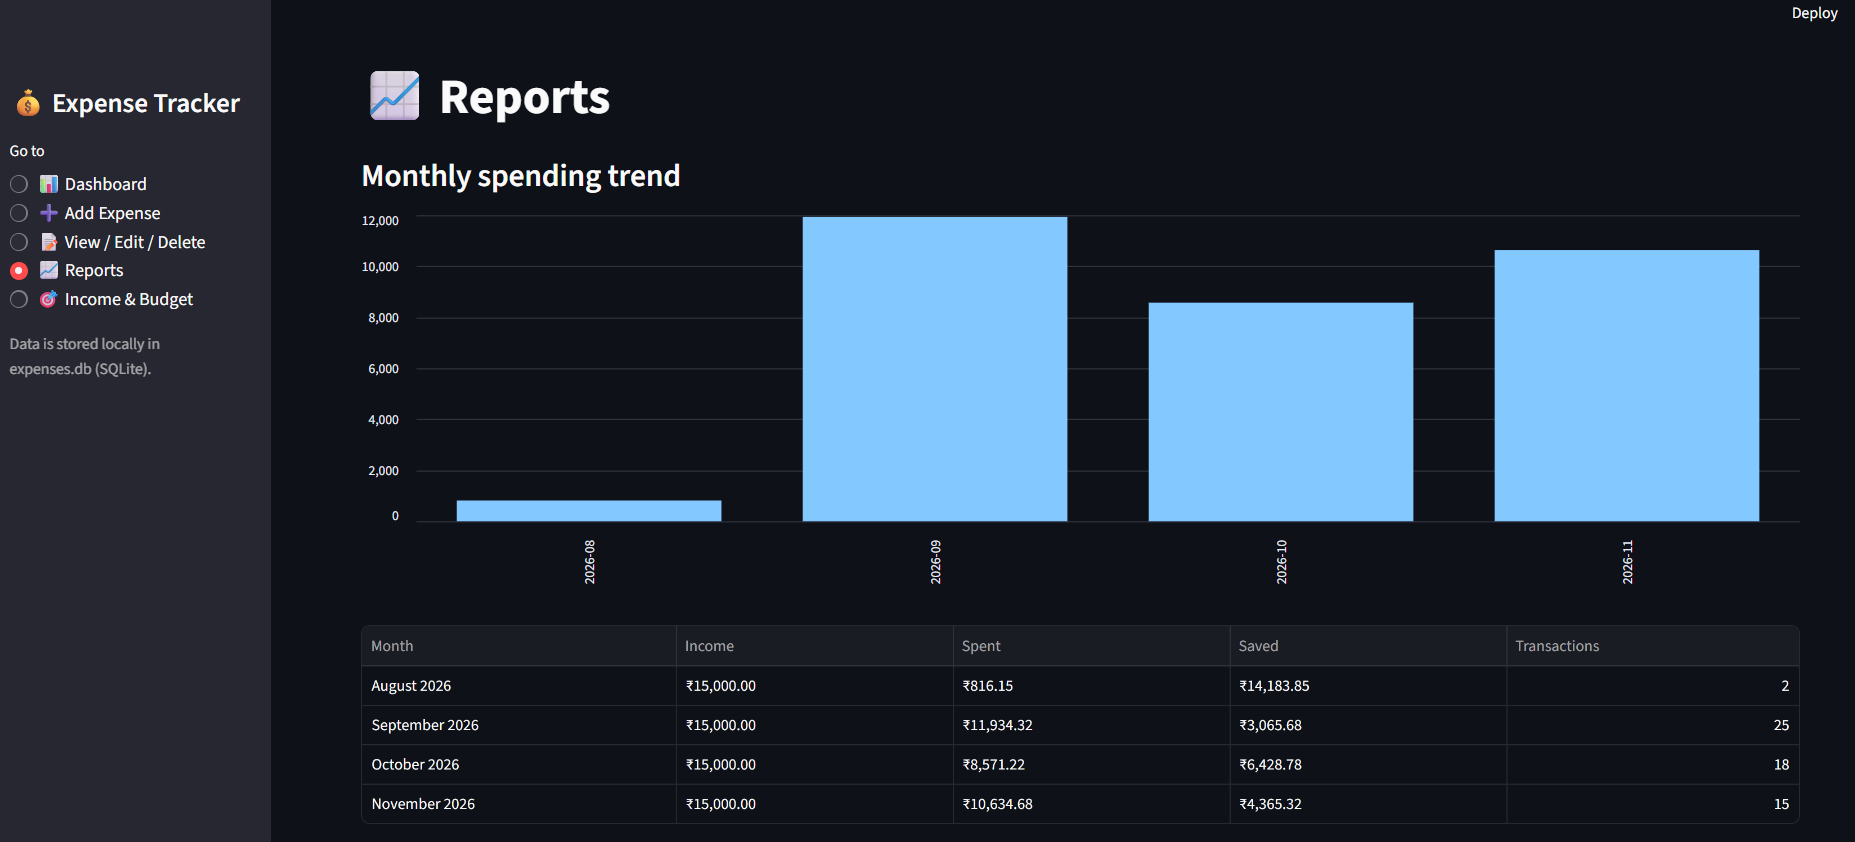 Deploy
Expense Tracker
Go to
Dashboard
Add Expense
View / Edit / Delete
Reports
Income & Budget
Data is stored locally in
expenses.db (SQLite).
Reports
Monthly spending trend
12,000
10,000
8,000
6,000
4,000
2,000
0
2026-08
2026-09
2026-10
2026-11
Month Income Spent Saved Transactions
August 2026 ₹15,000.00 ₹816.15 ₹14,183.85 2
September 2026 ₹15,000.00 ₹11,934.32 ₹3,065.68 25
October 2026 ₹15,000.00 ₹8,571.22 ₹6,428.78 18
November 2026 ₹15,000.00 ₹10,634.68 ₹4,365.32 15